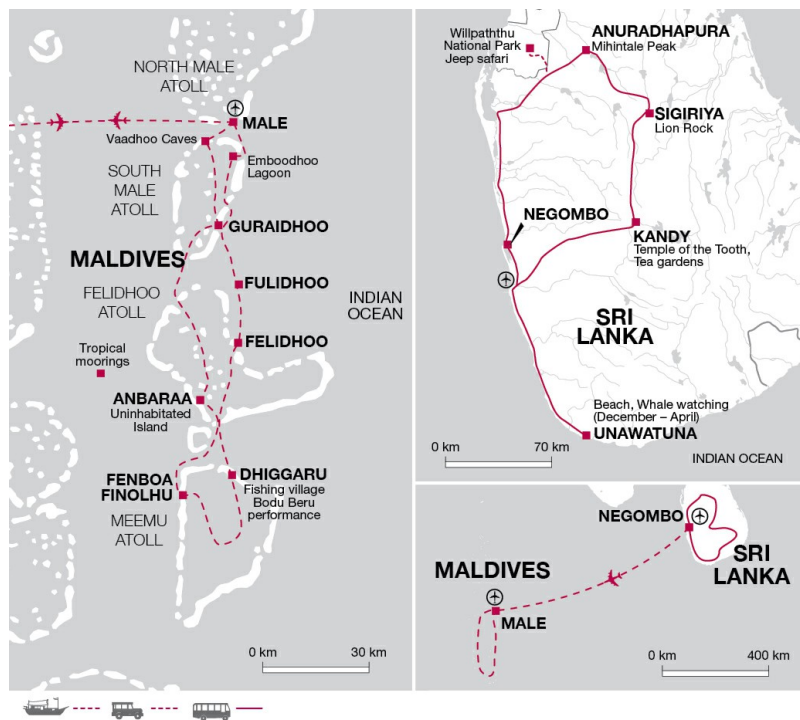 NORTH MALE
ATOLL
MALE
Vaadhoo Caves
Emboodhoo
Lagoon
SOUTH
MALE
ATOLL
GURAIDHOO
MALDIVES
FULIDHOO
FELIDHOO
ATOLL
INDIAN
OCEAN
FELIDHOO
Tropical
moorings
ANBARAA
Uninhabitated
Island
FENBOA
FINOLHU
DHIGGARU
Fishing village
Bodu Beru
performance
MEEMU
ATOLL
0 km 30 km
Willpaththu
National Park
Jeep safari
ANURADHAPURA
Mihintale Peak
SIGIRIYA
Lion Rock
NEGOMBO
KANDY
Temple of the Tooth,
Tea gardens
SRI
LANKA
Beach, Whale watching
(December – April)
UNAWATUNA
0 km 70 km
INDIAN OCEAN
NEGOMBO
SRI
LANKA
MALDIVES
MALE
0 km 400 km